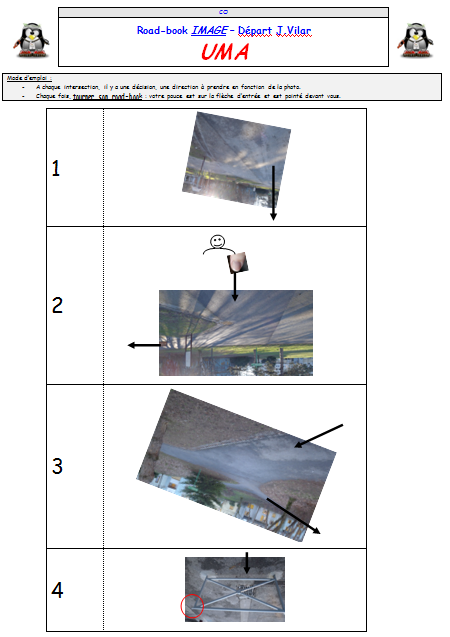 CO
Road-book IMAGE – Départ J.Vilar
UMA
Mode d'emploi :
- A chaque intersection, il y a une décision, une direction à prendre en fonction de la photo.
- Chaque fois, tourner son road-book : votre pouce est sur la flèche d'entrée et est pointé devant vous.
1
2
3
4